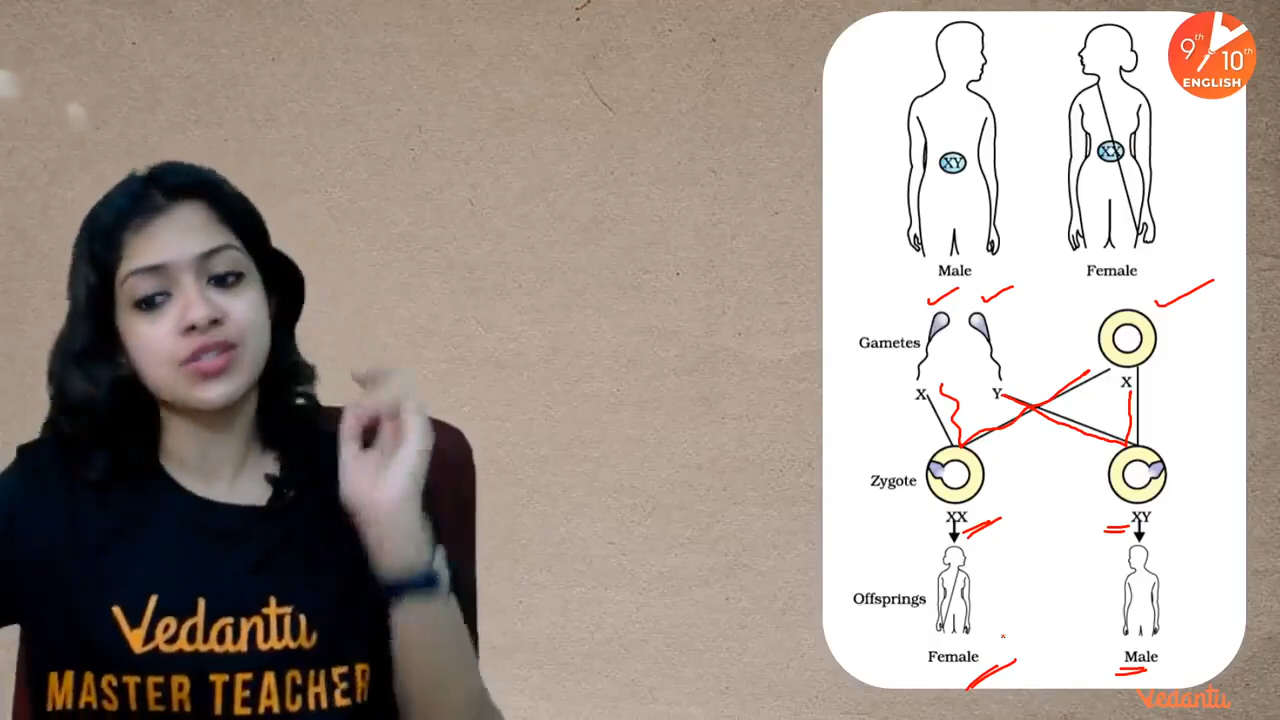 9th
10th
ENGLISH
XY
XX
Male
Female
Gametes
X
Y
X
Zygote
XX
XY
Offsprings
Female
Male
Vedantu
MASTER TEACHER
Vedantu